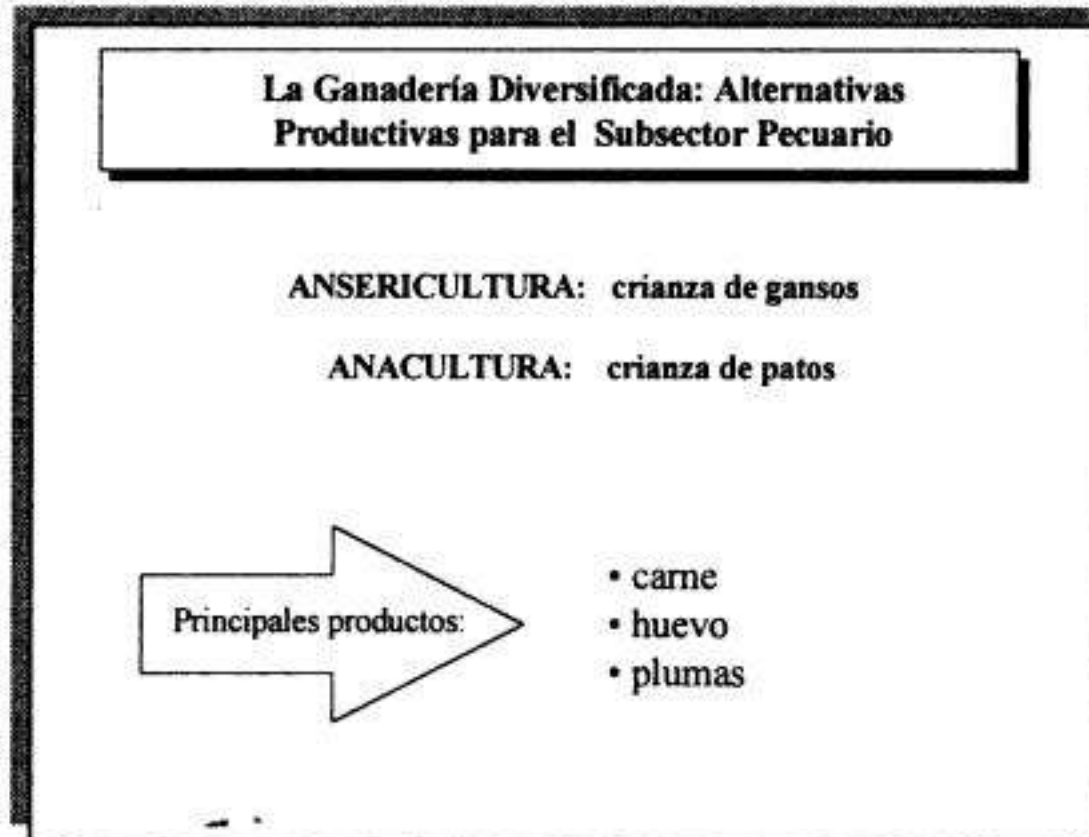 La Ganadería Diversificada: Alternativas
Productivas para el Subsector Pecuario
ANSERICULTURA: crianza de gansos
ANACULTURA: crianza de patos
Principales productos:
• carne
• huevo
• plumas